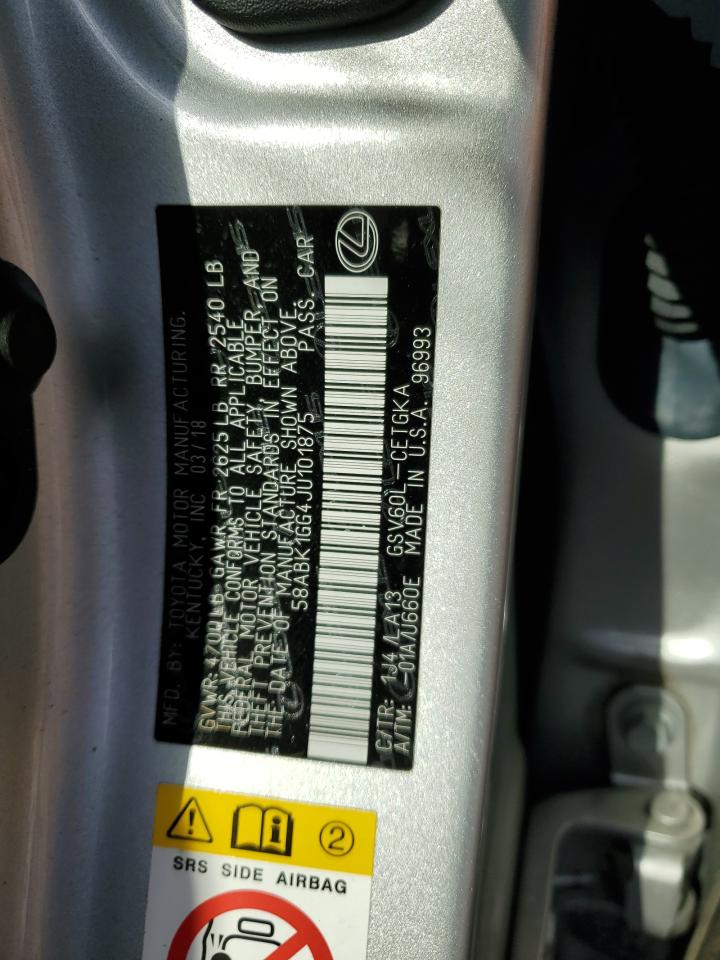 MFD. BY: TOYOTA MOTOR MANUFACTURING.
KENTUCKY, INC 03/18
GVWR 4700LB GAWR FR 2625 LB RR 2540 LB
THIS VEHICLE CONFORMS TO ALL APPLICABLE
FEDERAL MOTOR VEHICLE SAFETY, BUMPER, AND
THEFT PREVENTION STANDARDS IN EFFECT ON
THE DATE OF MANUFACTURE SHOWN ABOVE.
58ABK1GG4JU101875 PASS. CAR
C/TR: 1J4 /LA13 GSV60L-CETGKA
A/TM: -01A/U660E MADE IN U.S.A. 96993
2
SRS SIDE AIRBAG